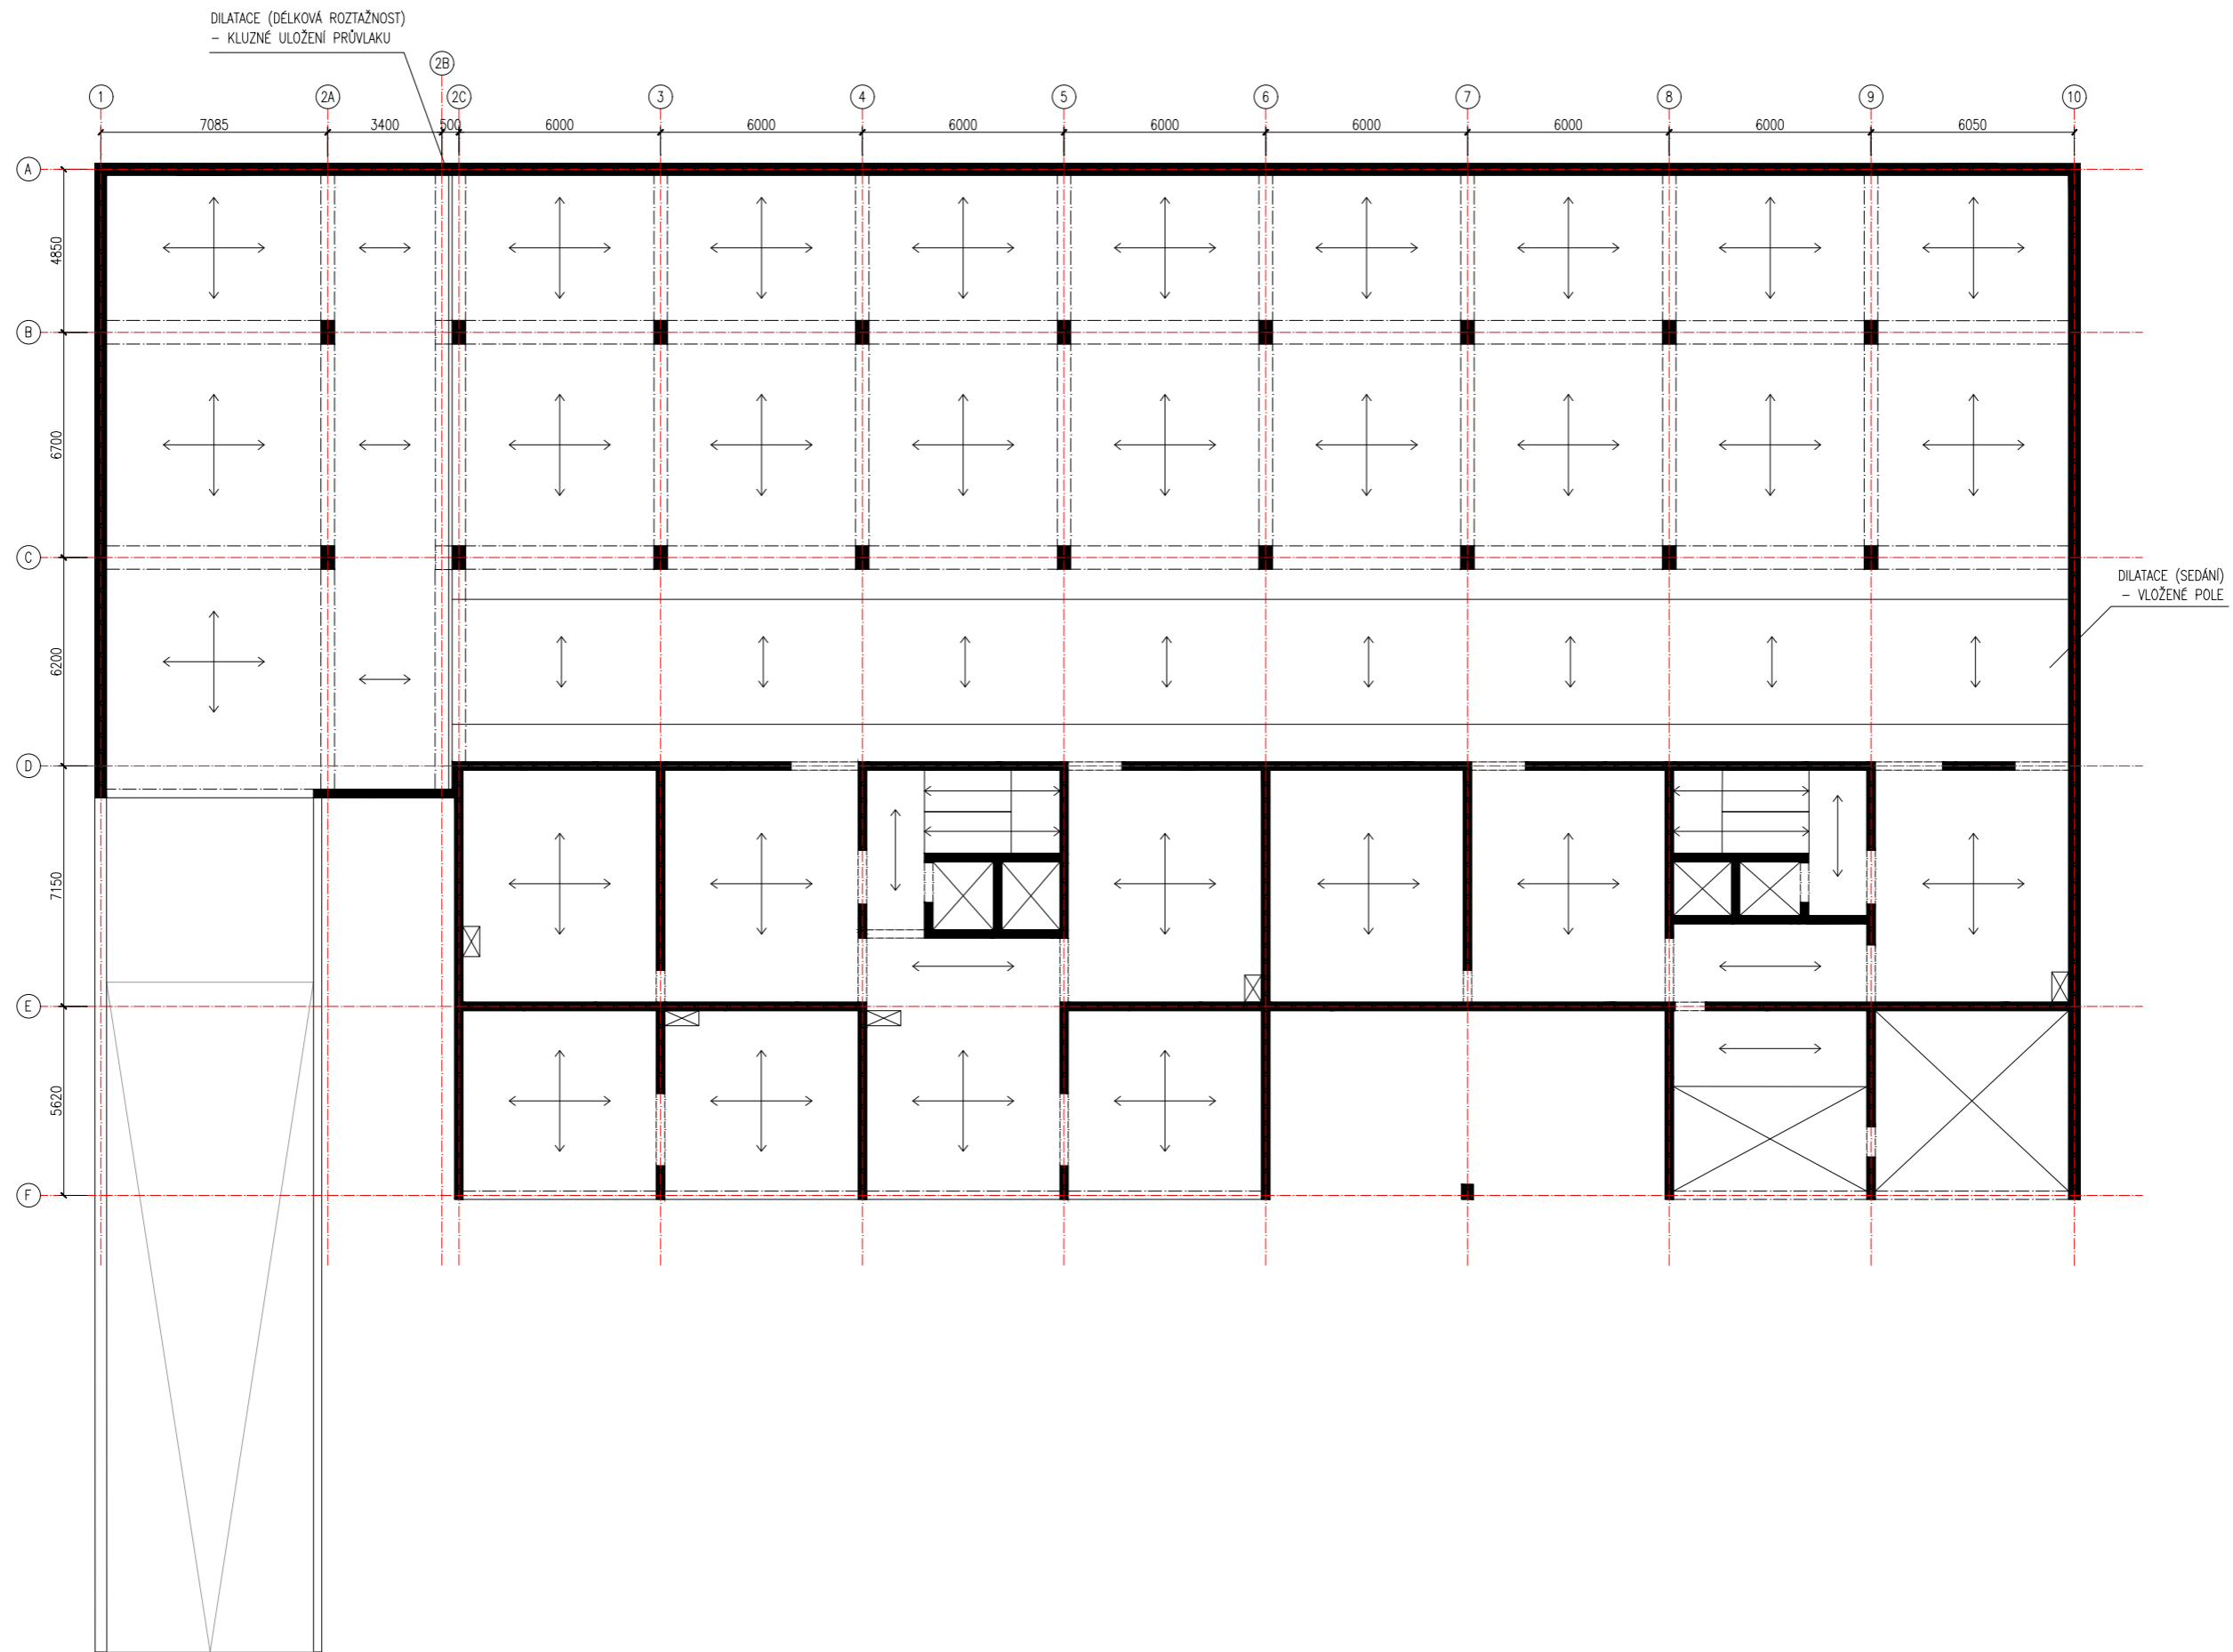 DILATACE (DÉLKOVÁ ROZTAŽNOST)
- KLUZNÉ ULOŽENÍ PRŮVLAKU
2B
1 2A 2C 3 4 5 6 7 8 9 10
7085 3400 500 6000 6000 6000 6000 6000 6000 6000 6050
A
4850
B
6700
C
DILATACE (SEDÁNÍ)
- VLOŽENÉ POLE
6200
D
7150
E
5620
F